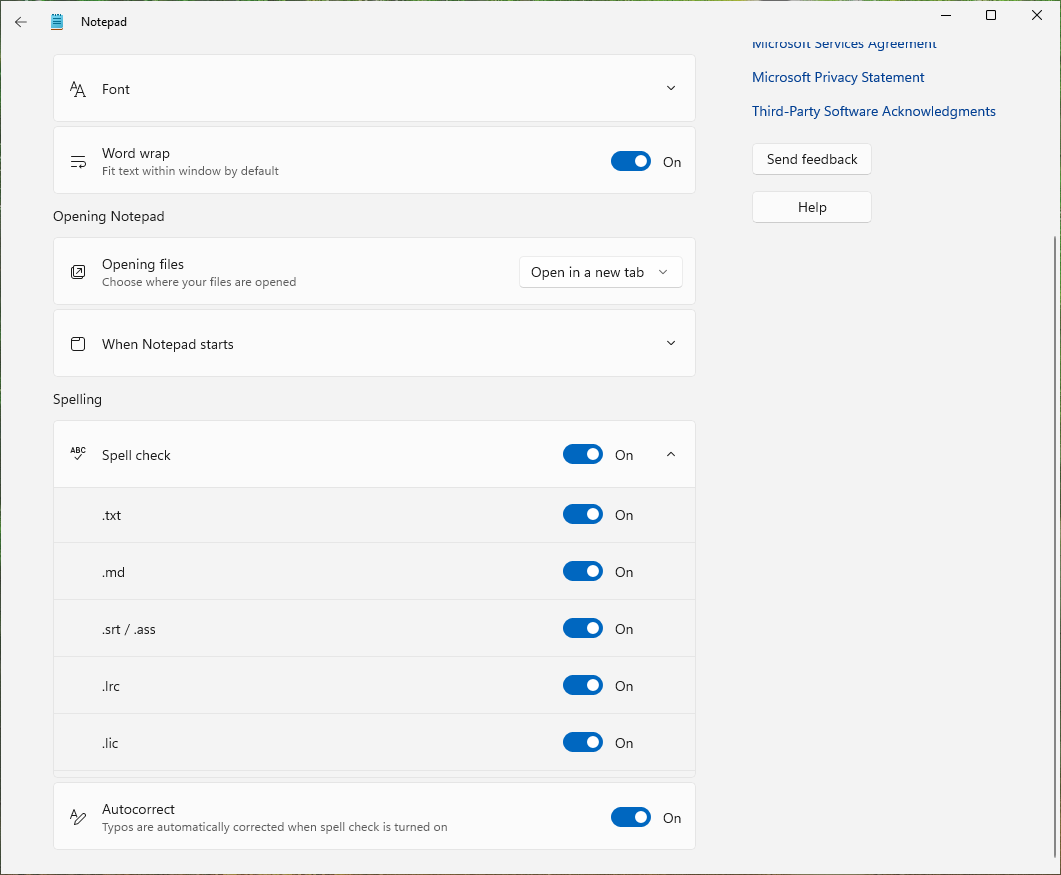 Notepad
Microsoft Services Agreement
Microsoft Privacy Statement
Third-Party Software Acknowledgments
Send feedback
Help
Font
Word wrap
Fit text within window by default
On
Opening Notepad
Opening files
Choose where your files are opened
Open in a new tab
When Notepad starts
Spelling
ABC
Spell check
On
.txt
On
.md
On
.srt / .ass
On
.lrc
On
.lic
On
Autocorrect
Typos are automatically corrected when spell check is turned on
On